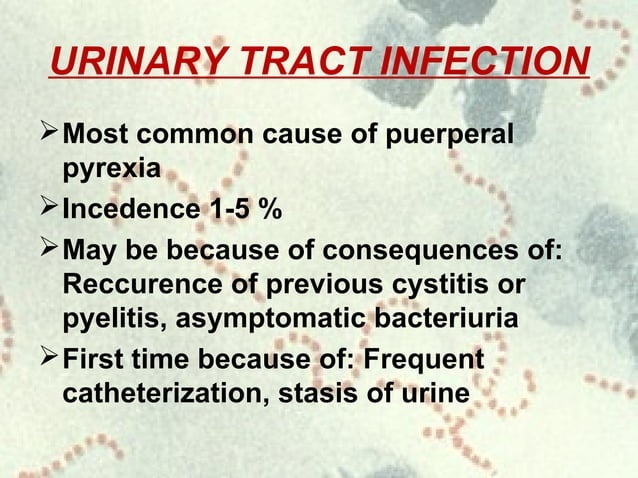 URINARY TRACT INFECTION
➢Most common cause of puerperal
pyrexia
➢Incedence 1-5 %
➢May be because of consequences of:
Reccurence of previous cystitis or
pyelitis, asymptomatic bacteriuria
➢First time because of: Frequent
catheterization, stasis of urine